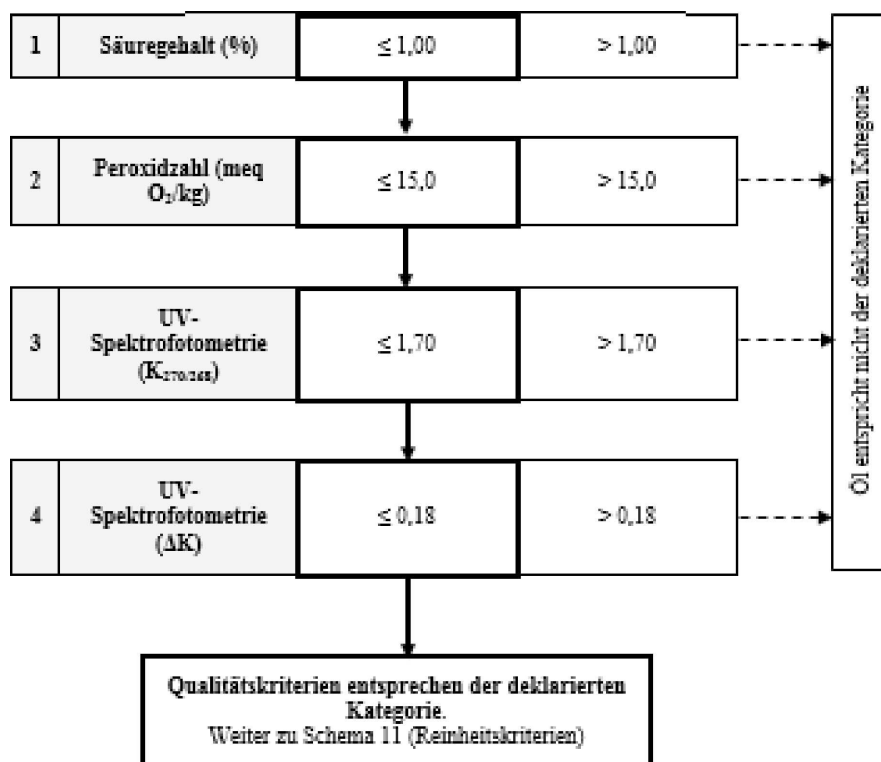 1 Säuregehalt (%) ≤ 1,00 > 1,00
2 Peroxidzahl (meq
O₂/kg) ≤ 15,0 > 15,0
3 UV-
Spektrofotometrie
(K₂₇₀/₂₆₈) ≤ 1,70 > 1,70
4 UV-
Spektrofotometrie
(ΔK) ≤ 0,18 > 0,18
Öl entspricht nicht der deklarierten Kategorie
Qualitätskriterien entsprechen der deklarierten
Kategorie.
Weiter zu Schema 11 (Reinheitskriterien)